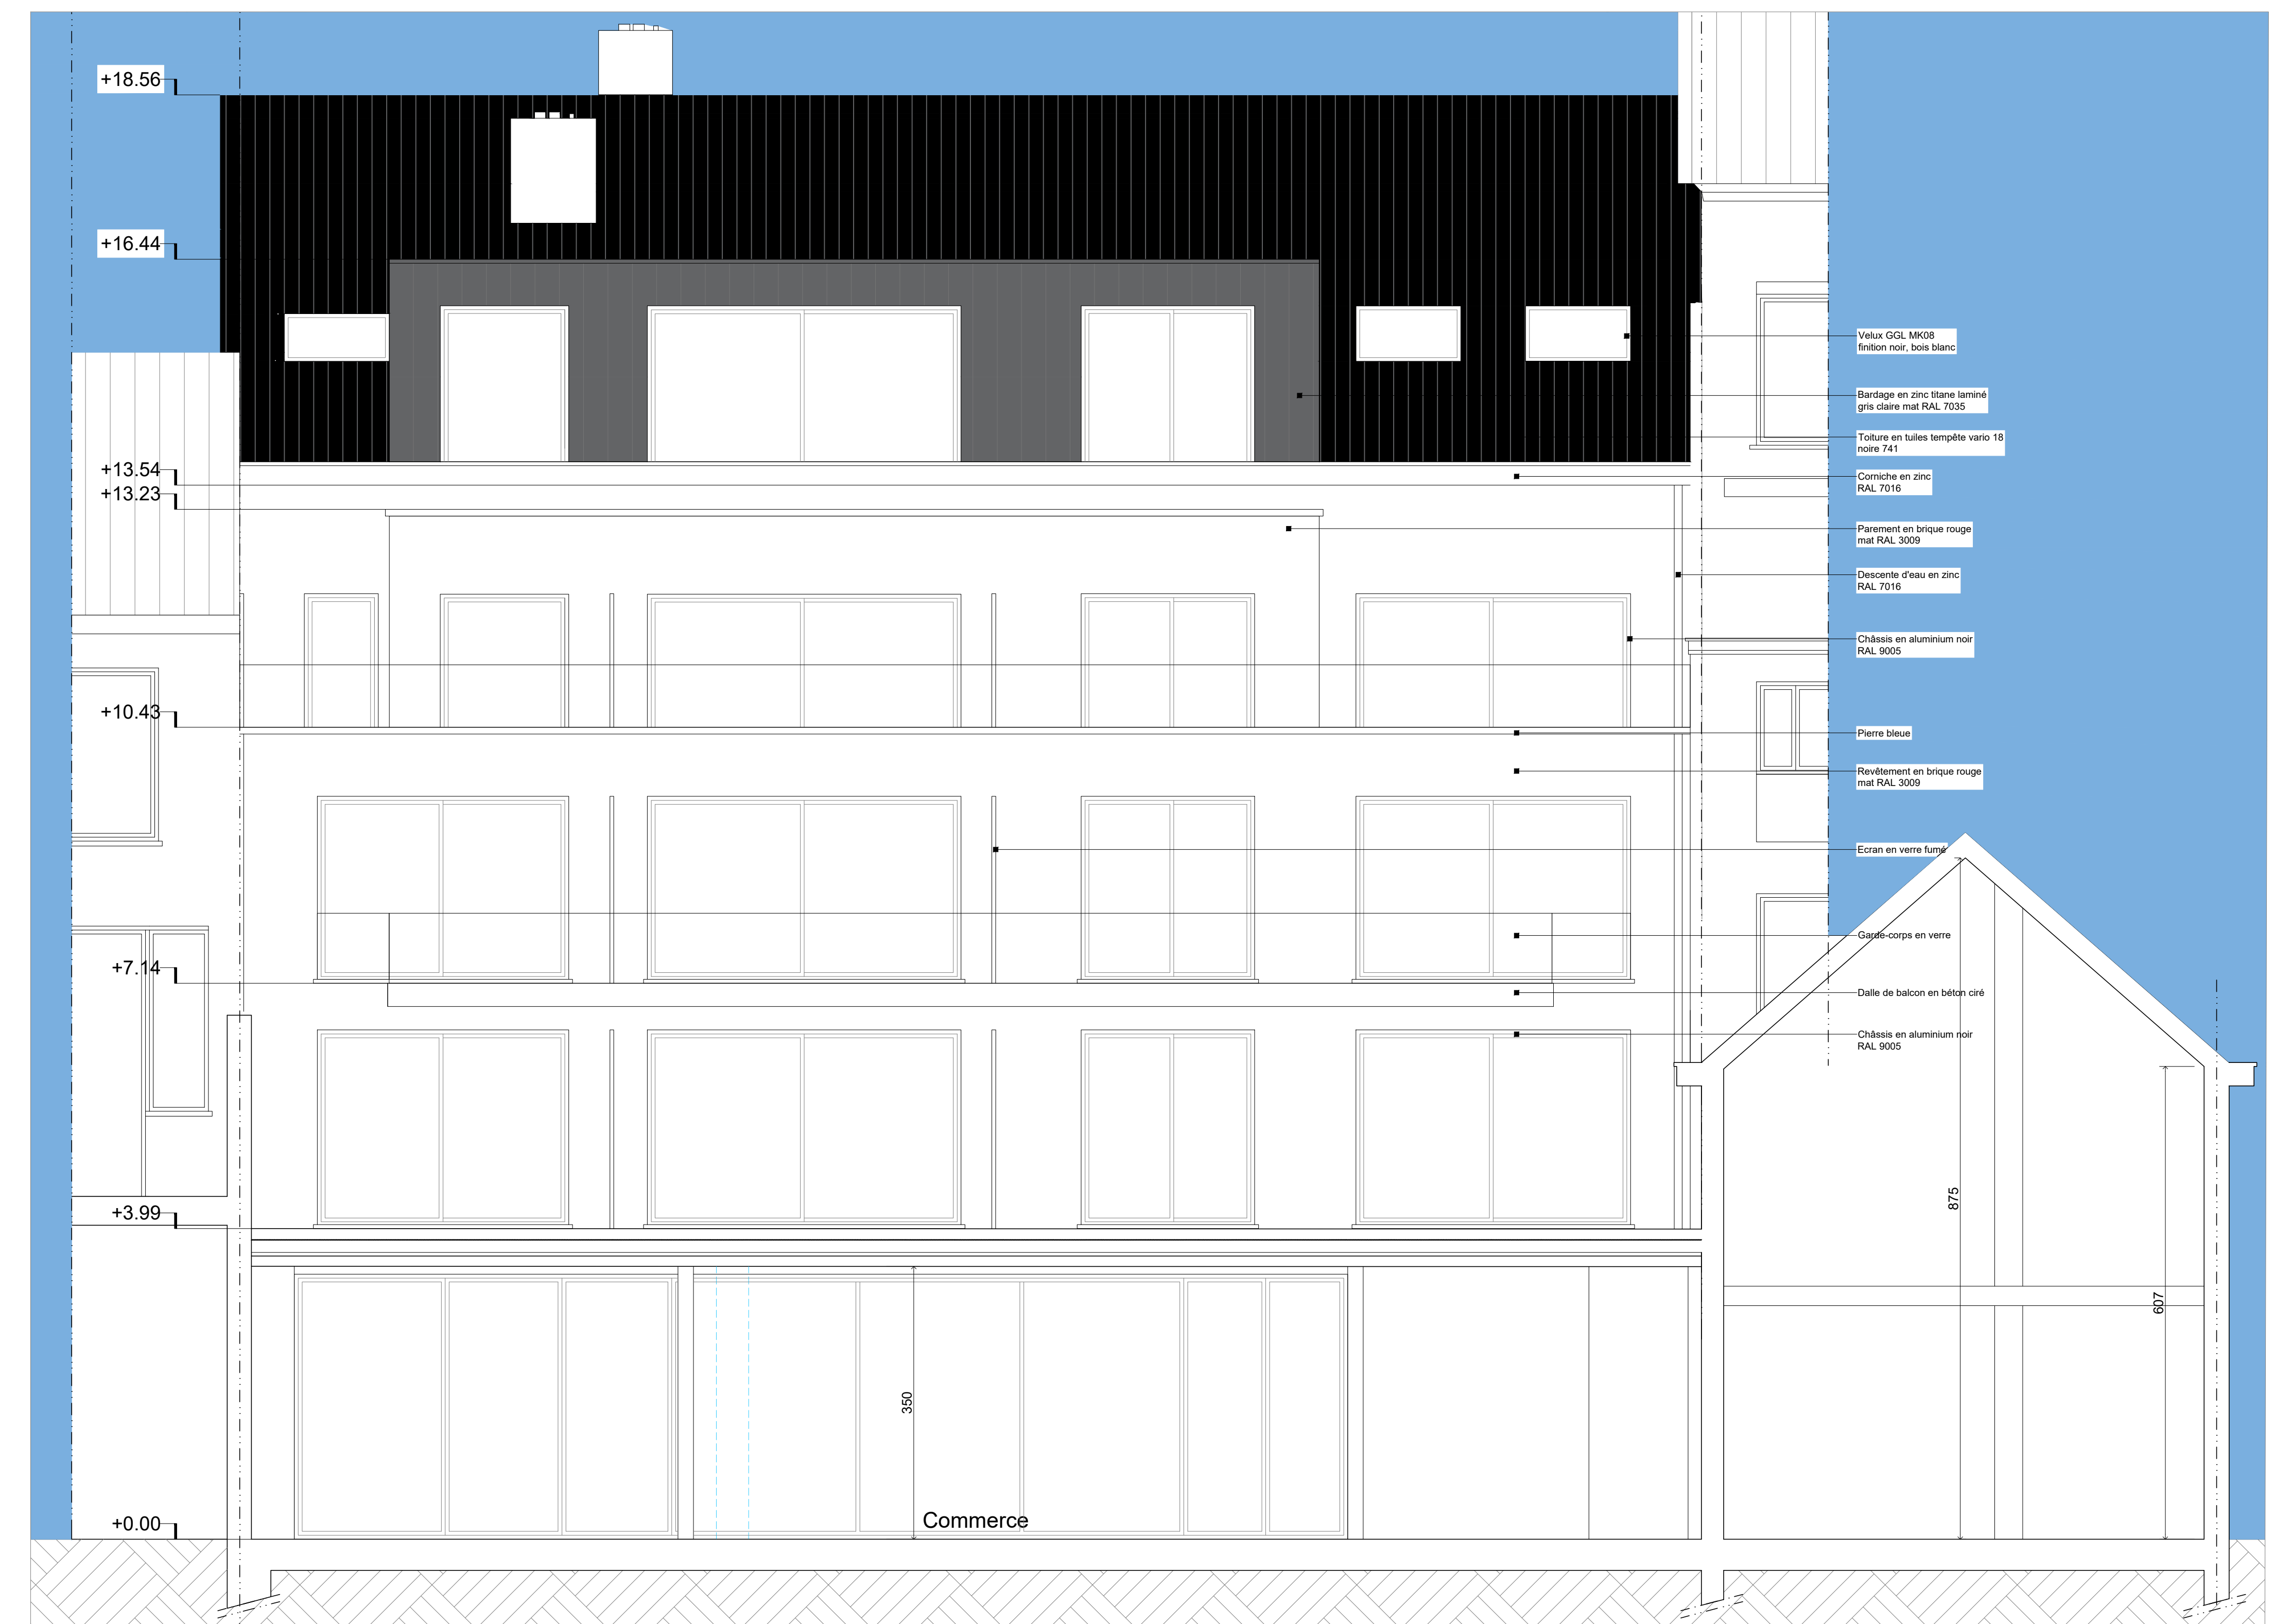 +18.56
+16.44
+13.54
+13.23
+10.43
+7.14
+3.99
+0.00
Velux GGL MK08
finition noir, bois blanc
Bardage en zinc titane laminé
gris claire mat RAL 7035
Toiture en tuiles tempête vario 18
noire 741
Corniche en zinc
RAL 7016
Parement en brique rouge
mat RAL 3009
Descente d'eau en zinc
RAL 7016
Châssis en aluminium noir
RAL 9005
Pierre bleue
Revêtement en brique rouge
mat RAL 3009
Ecran en verre fumé
Garde-corps en verre
Dalle de balcon en béton ciré
Châssis en aluminium noir
RAL 9005
875
607
350
Commerce